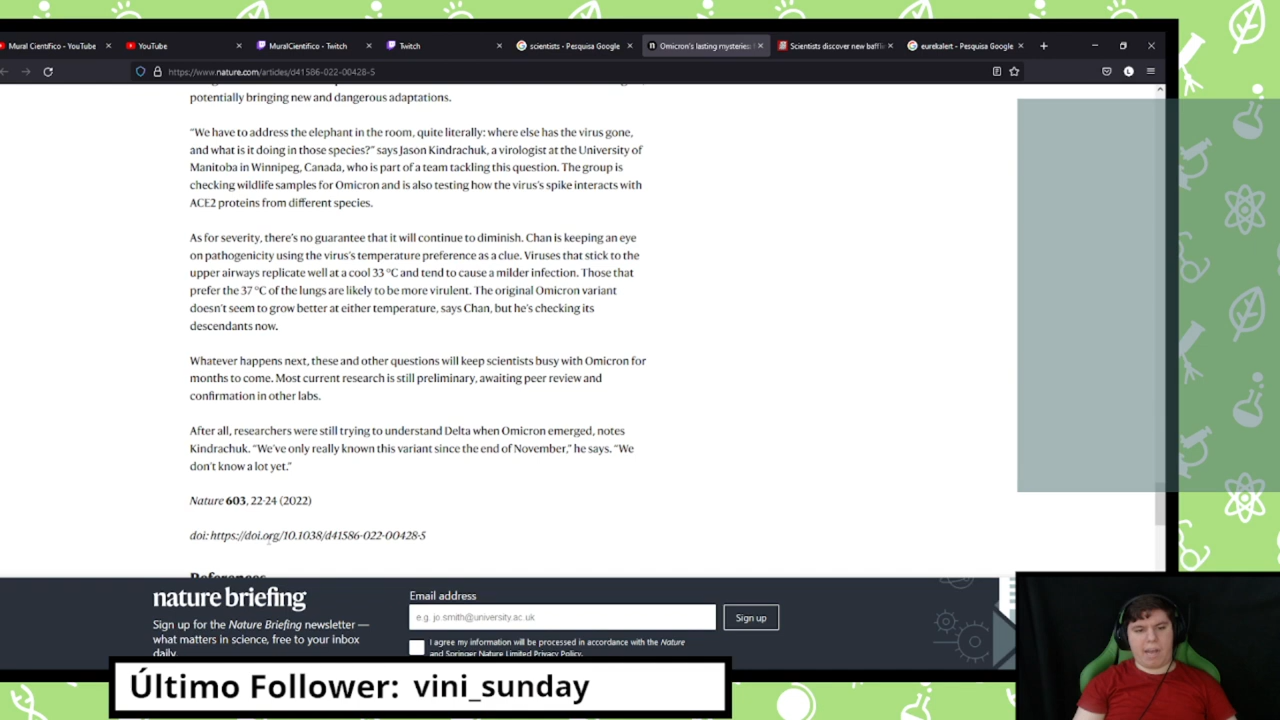 Mural Científico - YouTube
YouTube
MuralCientifico - Twitch
Twitch
scientists - Pesquisa Google
Omicron's lasting mysteries:
Scientists discover new baffli
eurekalert - Pesquisa Google
https://www.nature.com/articles/d41586-022-00428-5
potentially bringing new and dangerous adaptations.
“We have to address the elephant in the room, quite literally: where else has the virus gone,
and what is it doing in those species?” says Jason Kindrachuk, a virologist at the University of
Manitoba in Winnipeg, Canada, who is part of a team tackling this question. The group is
checking wildlife samples for Omicron and is also testing how the virus's spike interacts with
ACE2 proteins from different species.
As for severity, there's no guarantee that it will continue to diminish. Chan is keeping an eye
on pathogenicity using the virus's temperature preference as a clue. Viruses that stick to the
upper airways replicate well at a cool 33 °C and tend to cause a milder infection. Those that
prefer the 37 °C of the lungs are likely to be more virulent. The original Omicron variant
doesn't seem to grow better at either temperature, says Chan, but he's checking its
descendants now.
Whatever happens next, these and other questions will keep scientists busy with Omicron for
months to come. Most current research is still preliminary, awaiting peer review and
confirmation in other labs.
After all, researchers were still trying to understand Delta when Omicron emerged, notes
Kindrachuk. “We've only really known this variant since the end of November,” he says. “We
don't know a lot yet.”
Nature 603, 22-24 (2022)
doi: https://doi.org/10.1038/d41586-022-00428-5
References
nature briefing
Sign up for the Nature Briefing newsletter —
what matters in science, free to your inbox
daily.
Email address
e.g. jo.smith@university.ac.uk
Sign up
I agree my information will be processed in accordance with the Nature
and Springer Nature Limited Privacy Policy.
Último Follower: vini_sunday